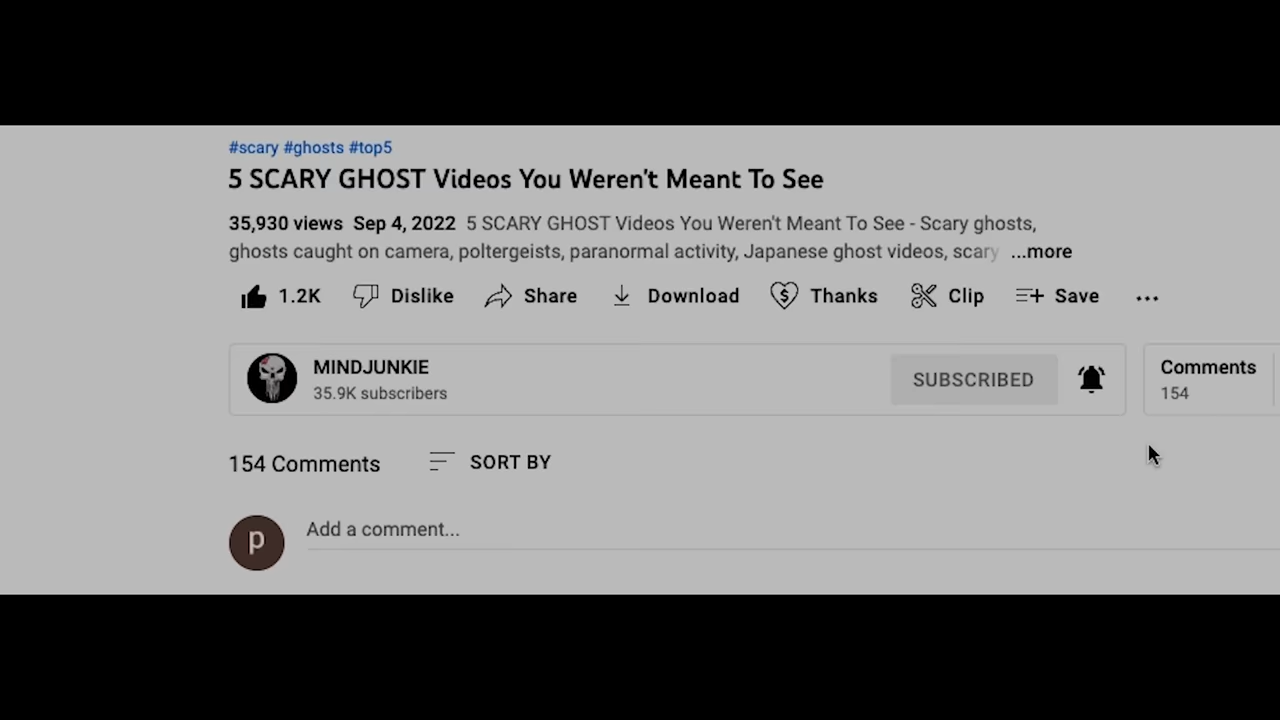 #scary #ghosts #top5
5 SCARY GHOST Videos You Weren't Meant To See
35,930 views Sep 4, 2022 5 SCARY GHOST Videos You Weren't Meant To See - Scary ghosts,
ghosts caught on camera, poltergeists, paranormal activity, Japanese ghost videos, scary ...more
1.2K Dislike Share Download Thanks Clip Save ...
MINDJUNKIE
35.9K subscribers
SUBSCRIBED
Comments
154
154 Comments SORT BY
p
Add a comment...